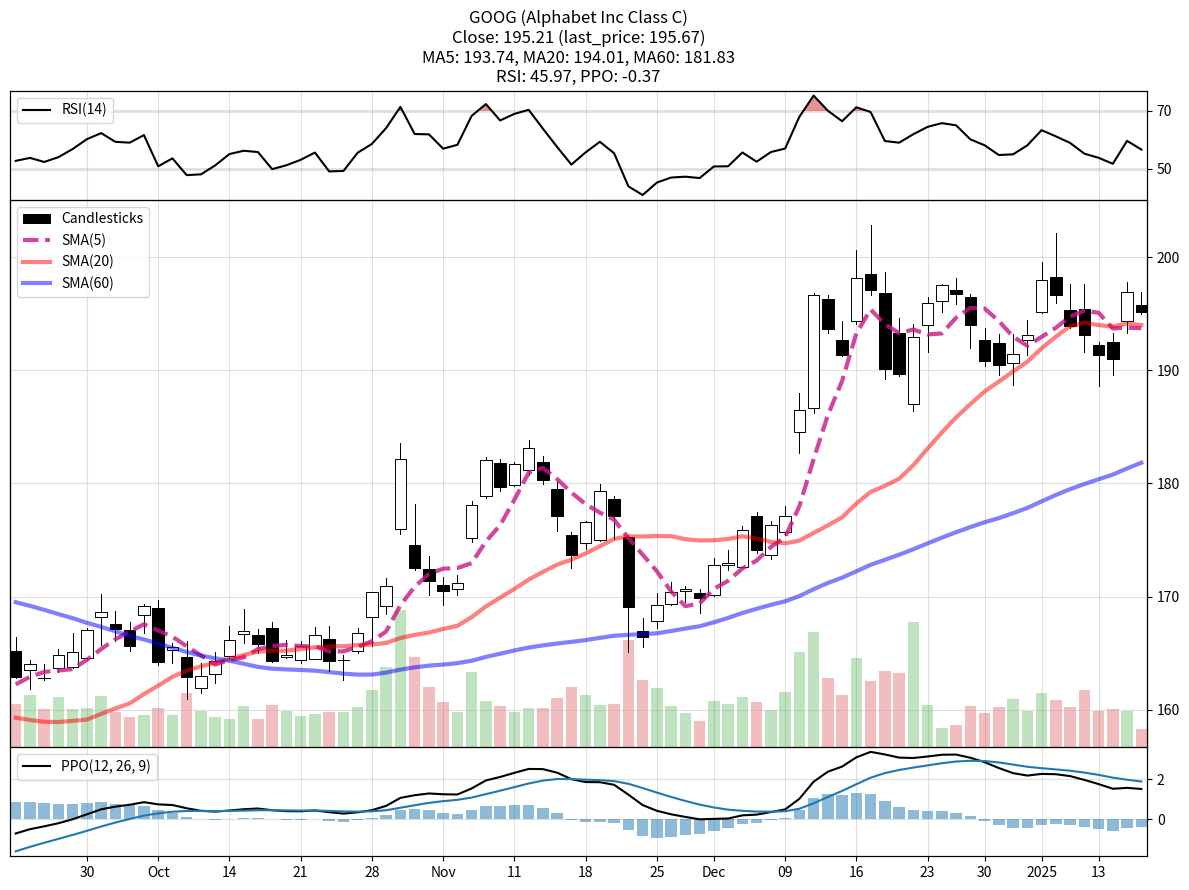 GOOG (Alphabet Inc Class C)
Close: 195.21 (last_price: 195.67)
MA5: 193.74, MA20: 194.01, MA60: 181.83
RSI: 45.97, PPO: -0.37
RSI(14)
70
50
Candlesticks
SMA(5)
SMA(20)
SMA(60)
200
190
180
170
160
PPO(12, 26, 9)
2
0
30 Oct 14 21 28 Nov 11 18 25 Dec 09 16 23 30 2025 13